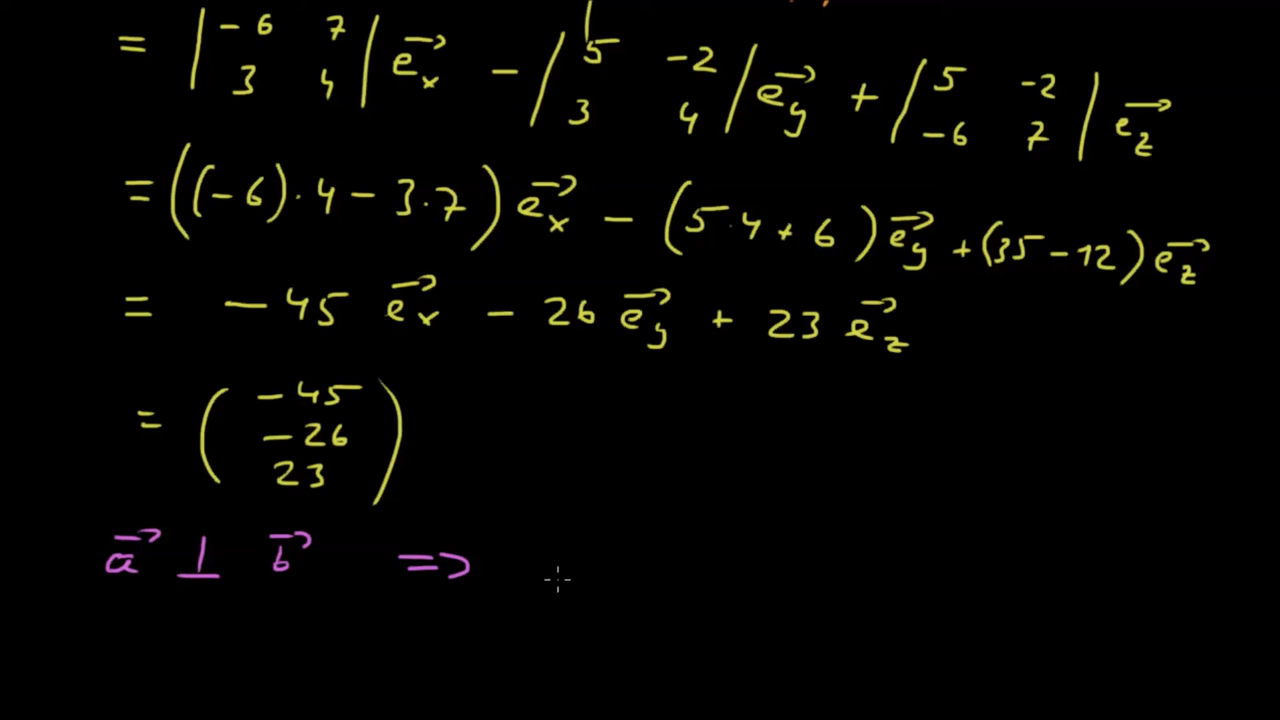 = | -6 7 | e⃗x - | 5 -2 | e⃗y + | 5 -2 | e⃗z
3 4 3 4 -6 7
= ((-6)·4 - 3·7) e⃗x - (5·4 + 6) e⃗y + (35 - 12) e⃗z
= -45 e⃗x - 26 e⃗y + 23 e⃗z
= ( -45
-26
23 )
a⃗ ⊥ b⃗ =>